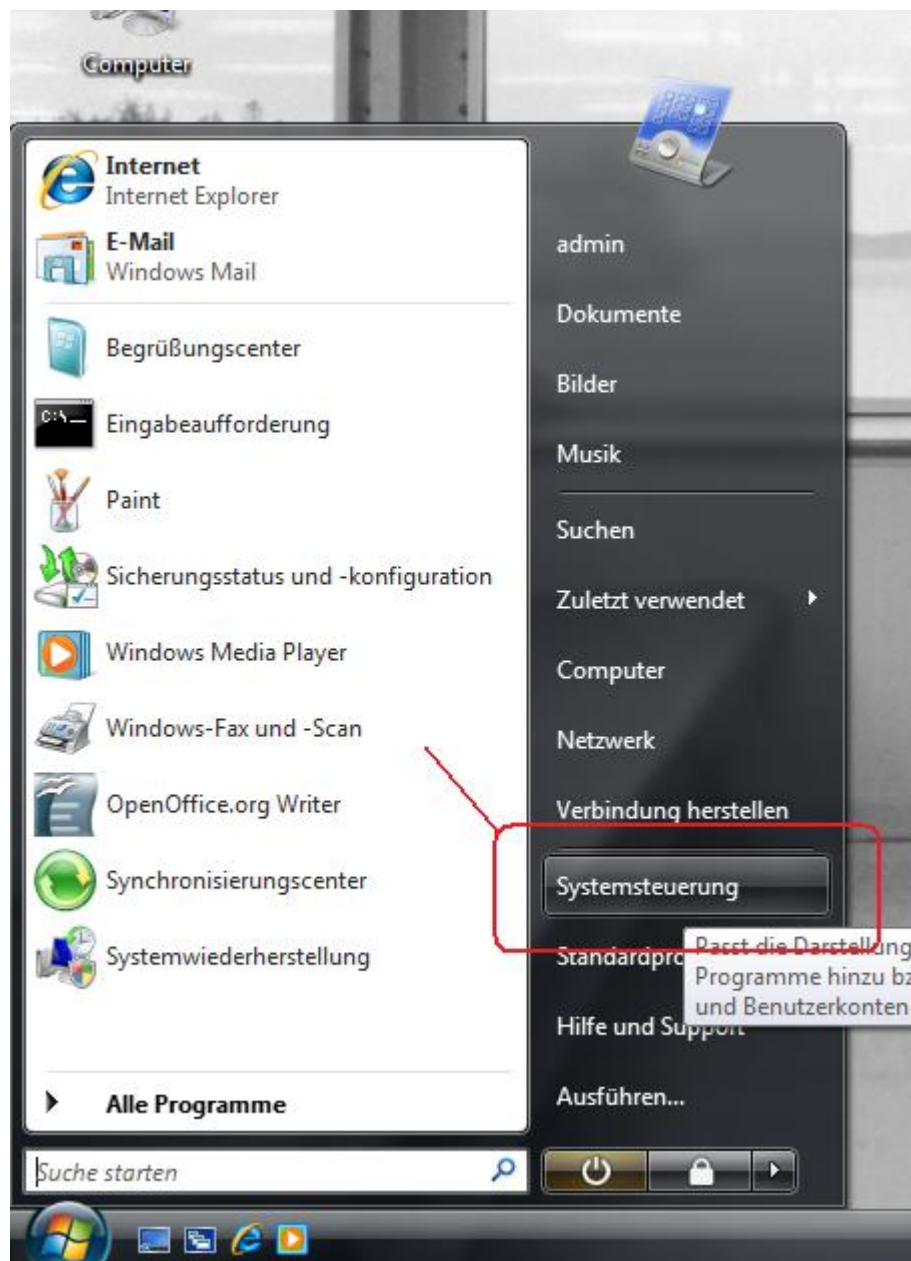 Computer
Internet
Internet Explorer
E-Mail
Windows Mail
Begrüßungscenter
Eingabeaufforderung
C:\
Paint
Sicherungsstatus und -konfiguration
Windows Media Player
Windows-Fax und -Scan
OpenOffice.org Writer
Synchronisierungscenter
Systemwiederherstellung
Alle Programme
Suche starten
admin
Dokumente
Bilder
Musik
Suchen
Zuletzt verwendet
Computer
Netzwerk
Verbindung herstellen
Systemsteuerung
Standardpro
Passt die Darstellung
Programme hinzu bz
und Benutzerkonten
Hilfe und Support
Ausführen...